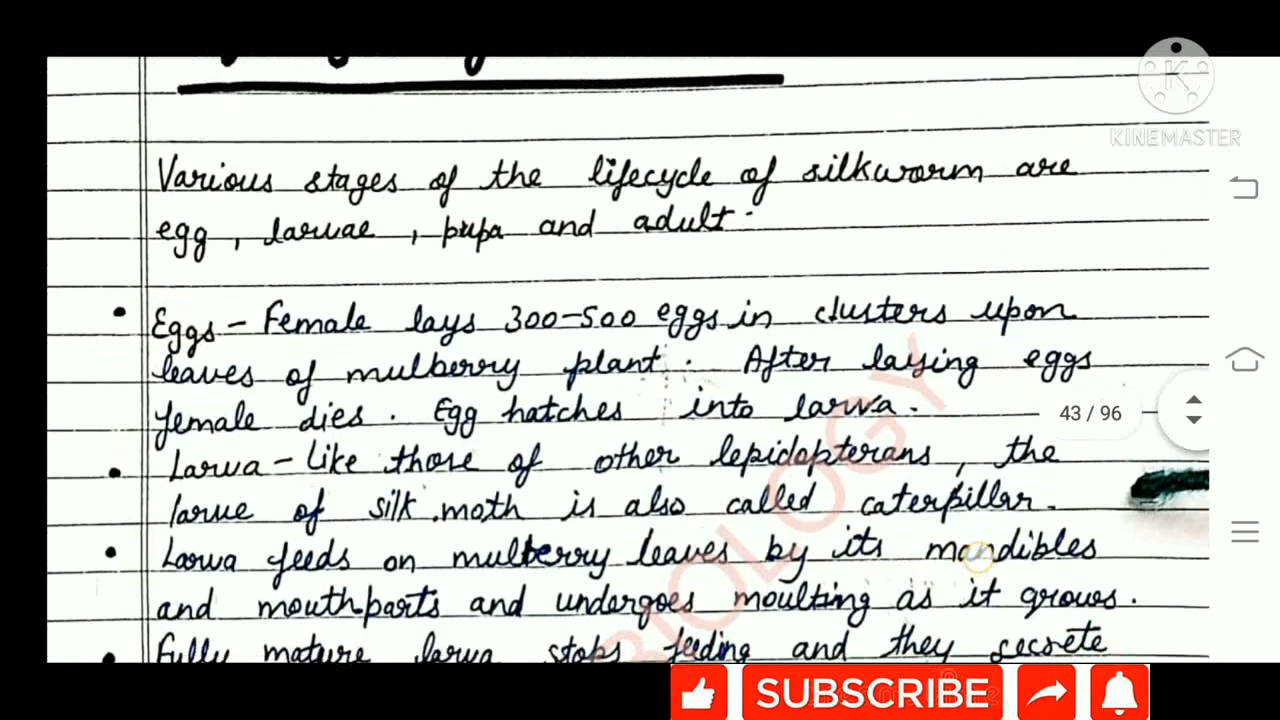 KINEMASTER
Various stages of the lifecycle of silkworm are
egg, larvae, pupa and adult.
Eggs - Female lays 300-500 eggs in clusters upon
leaves of mulberry plant. After laying eggs
female dies. Egg hatches into larva.
43 / 96
Larva - Like those of other lepidopterans, the
larve of silk moth is also called caterpillar.
Larva feeds on mulberry leaves by its mandibles
and mouthparts and undergoes moulting as it grows.
Fully mature larva stops feeding and they secrete
BIOLOGY
SUBSCRIBE